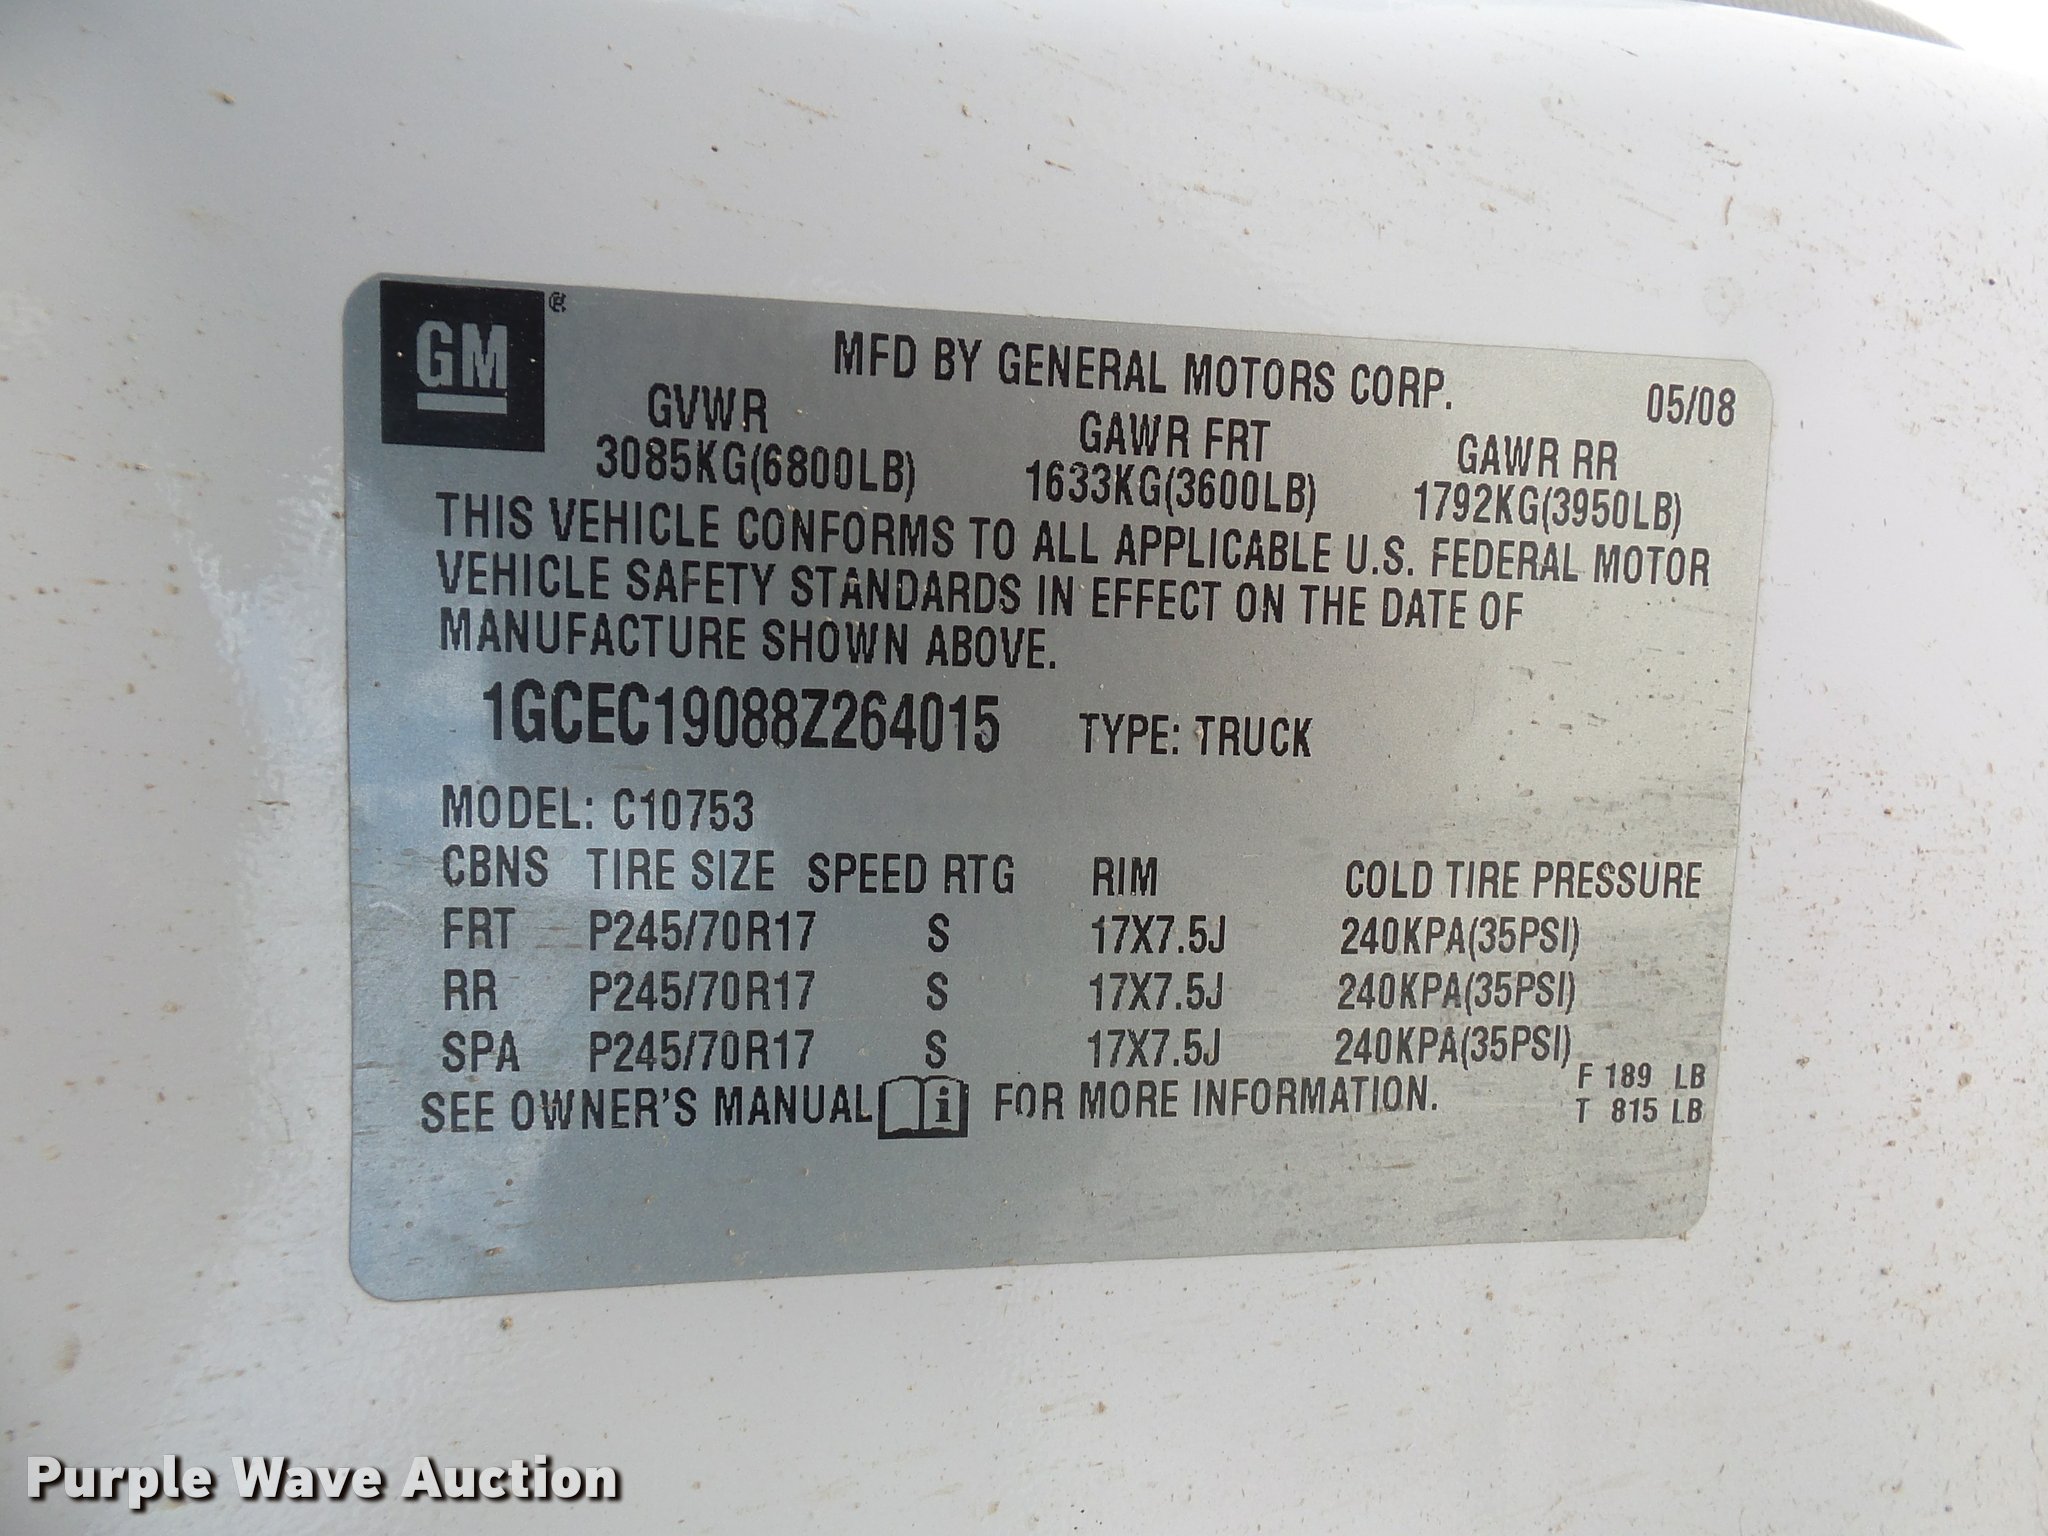 GM ®
MFD BY GENERAL MOTORS CORP.
05/08
GVWR GAWR FRT GAWR RR
3085KG(6800LB) 1633KG(3600LB) 1792KG(3950LB)
THIS VEHICLE CONFORMS TO ALL APPLICABLE U.S. FEDERAL MOTOR
VEHICLE SAFETY STANDARDS IN EFFECT ON THE DATE OF
MANUFACTURE SHOWN ABOVE.
1GCEC19088Z264015 TYPE: TRUCK
MODEL: C10753
CBNS TIRE SIZE SPEED RTG RIM COLD TIRE PRESSURE
FRT P245/70R17 S 17X7.5J 240KPA(35PSI)
RR P245/70R17 S 17X7.5J 240KPA(35PSI)
SPA P245/70R17 S 17X7.5J 240KPA(35PSI)
SEE OWNER'S MANUAL i FOR MORE INFORMATION.
F 189 LB
T 815 LB
Purple Wave Auction